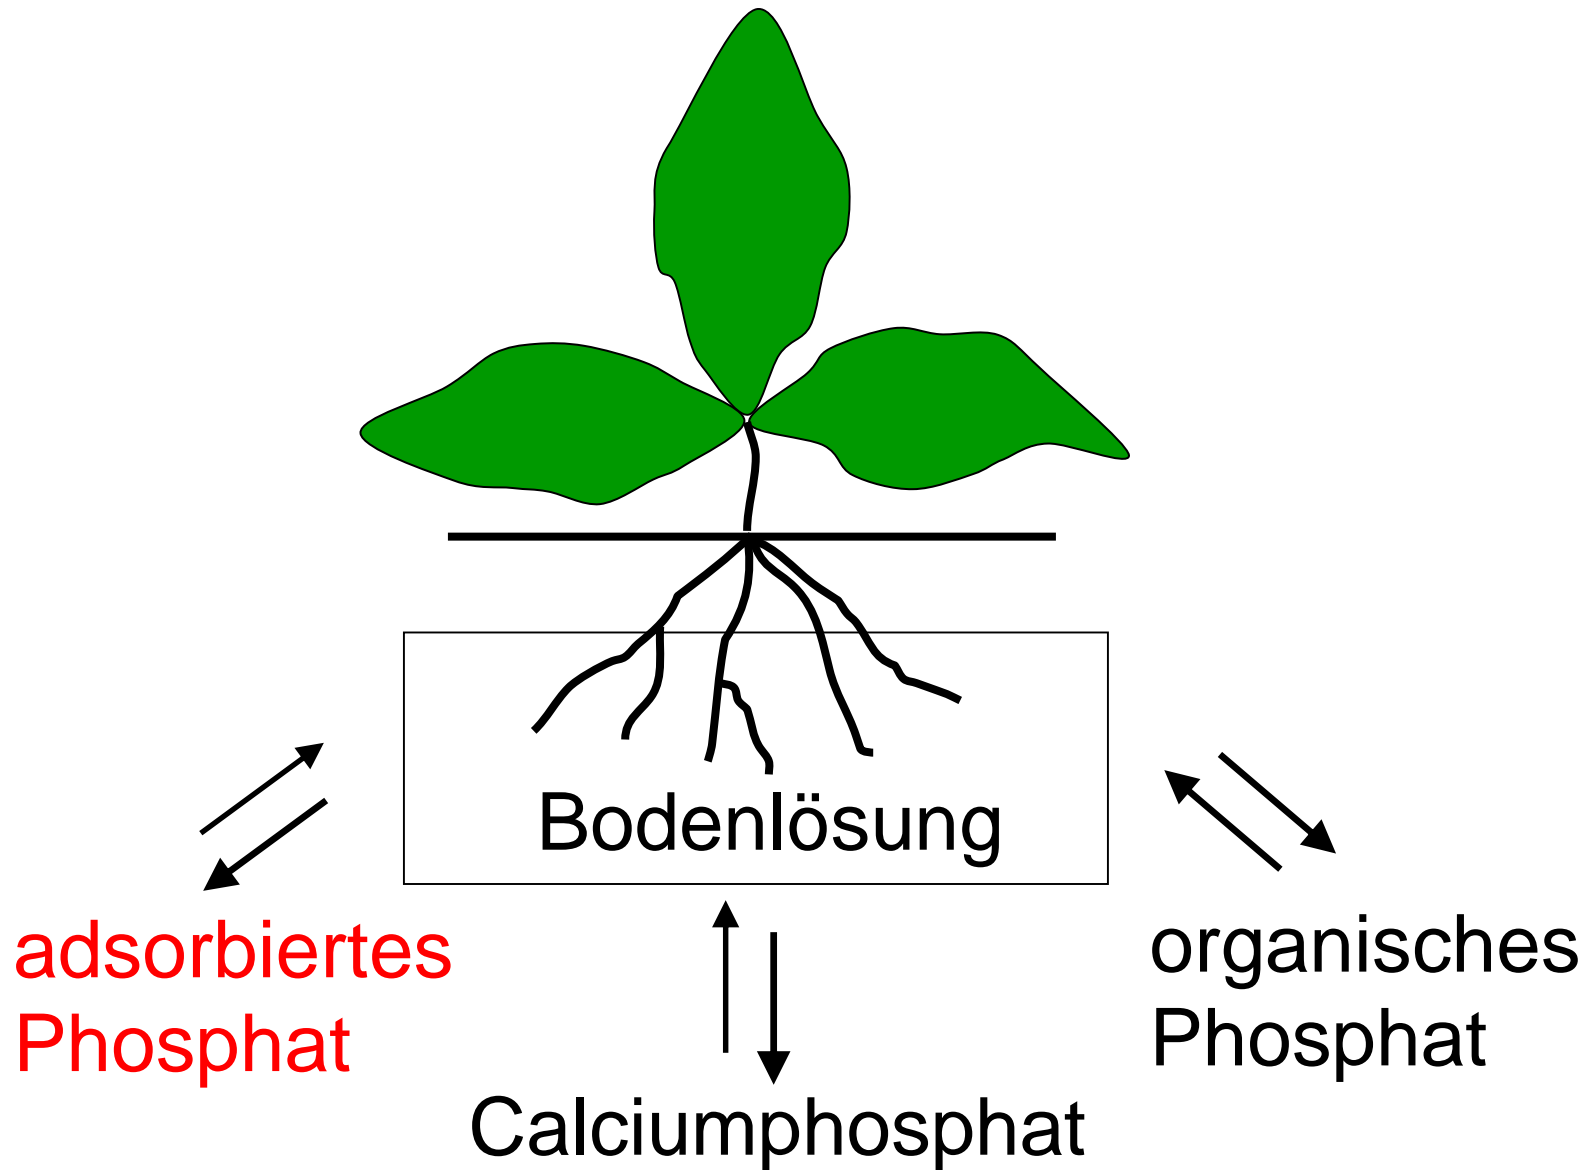 Bodenlösung
adsorbiertes
Phosphat
organisches
Phosphat
Calciumphosphat